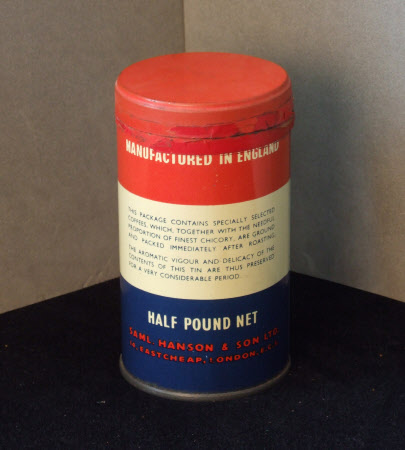 MANUFACTURED IN ENGLAND
THIS PACKAGE CONTAINS SPECIALLY SELECTED
COFFEES, WHICH, TOGETHER WITH THE NEEDFUL
PROPORTION OF FINEST CHICORY, ARE GROUND
AND PACKED IMMEDIATELY AFTER ROASTING.
THE AROMATIC VIGOUR AND DELICACY OF THE
CONTENTS OF THIS TIN ARE THUS PRESERVED
FOR A VERY CONSIDERABLE PERIOD.
HALF POUND NET
SAML. HANSON & SON LTD.
EASTCHEAP, LONDON, E.C.3.